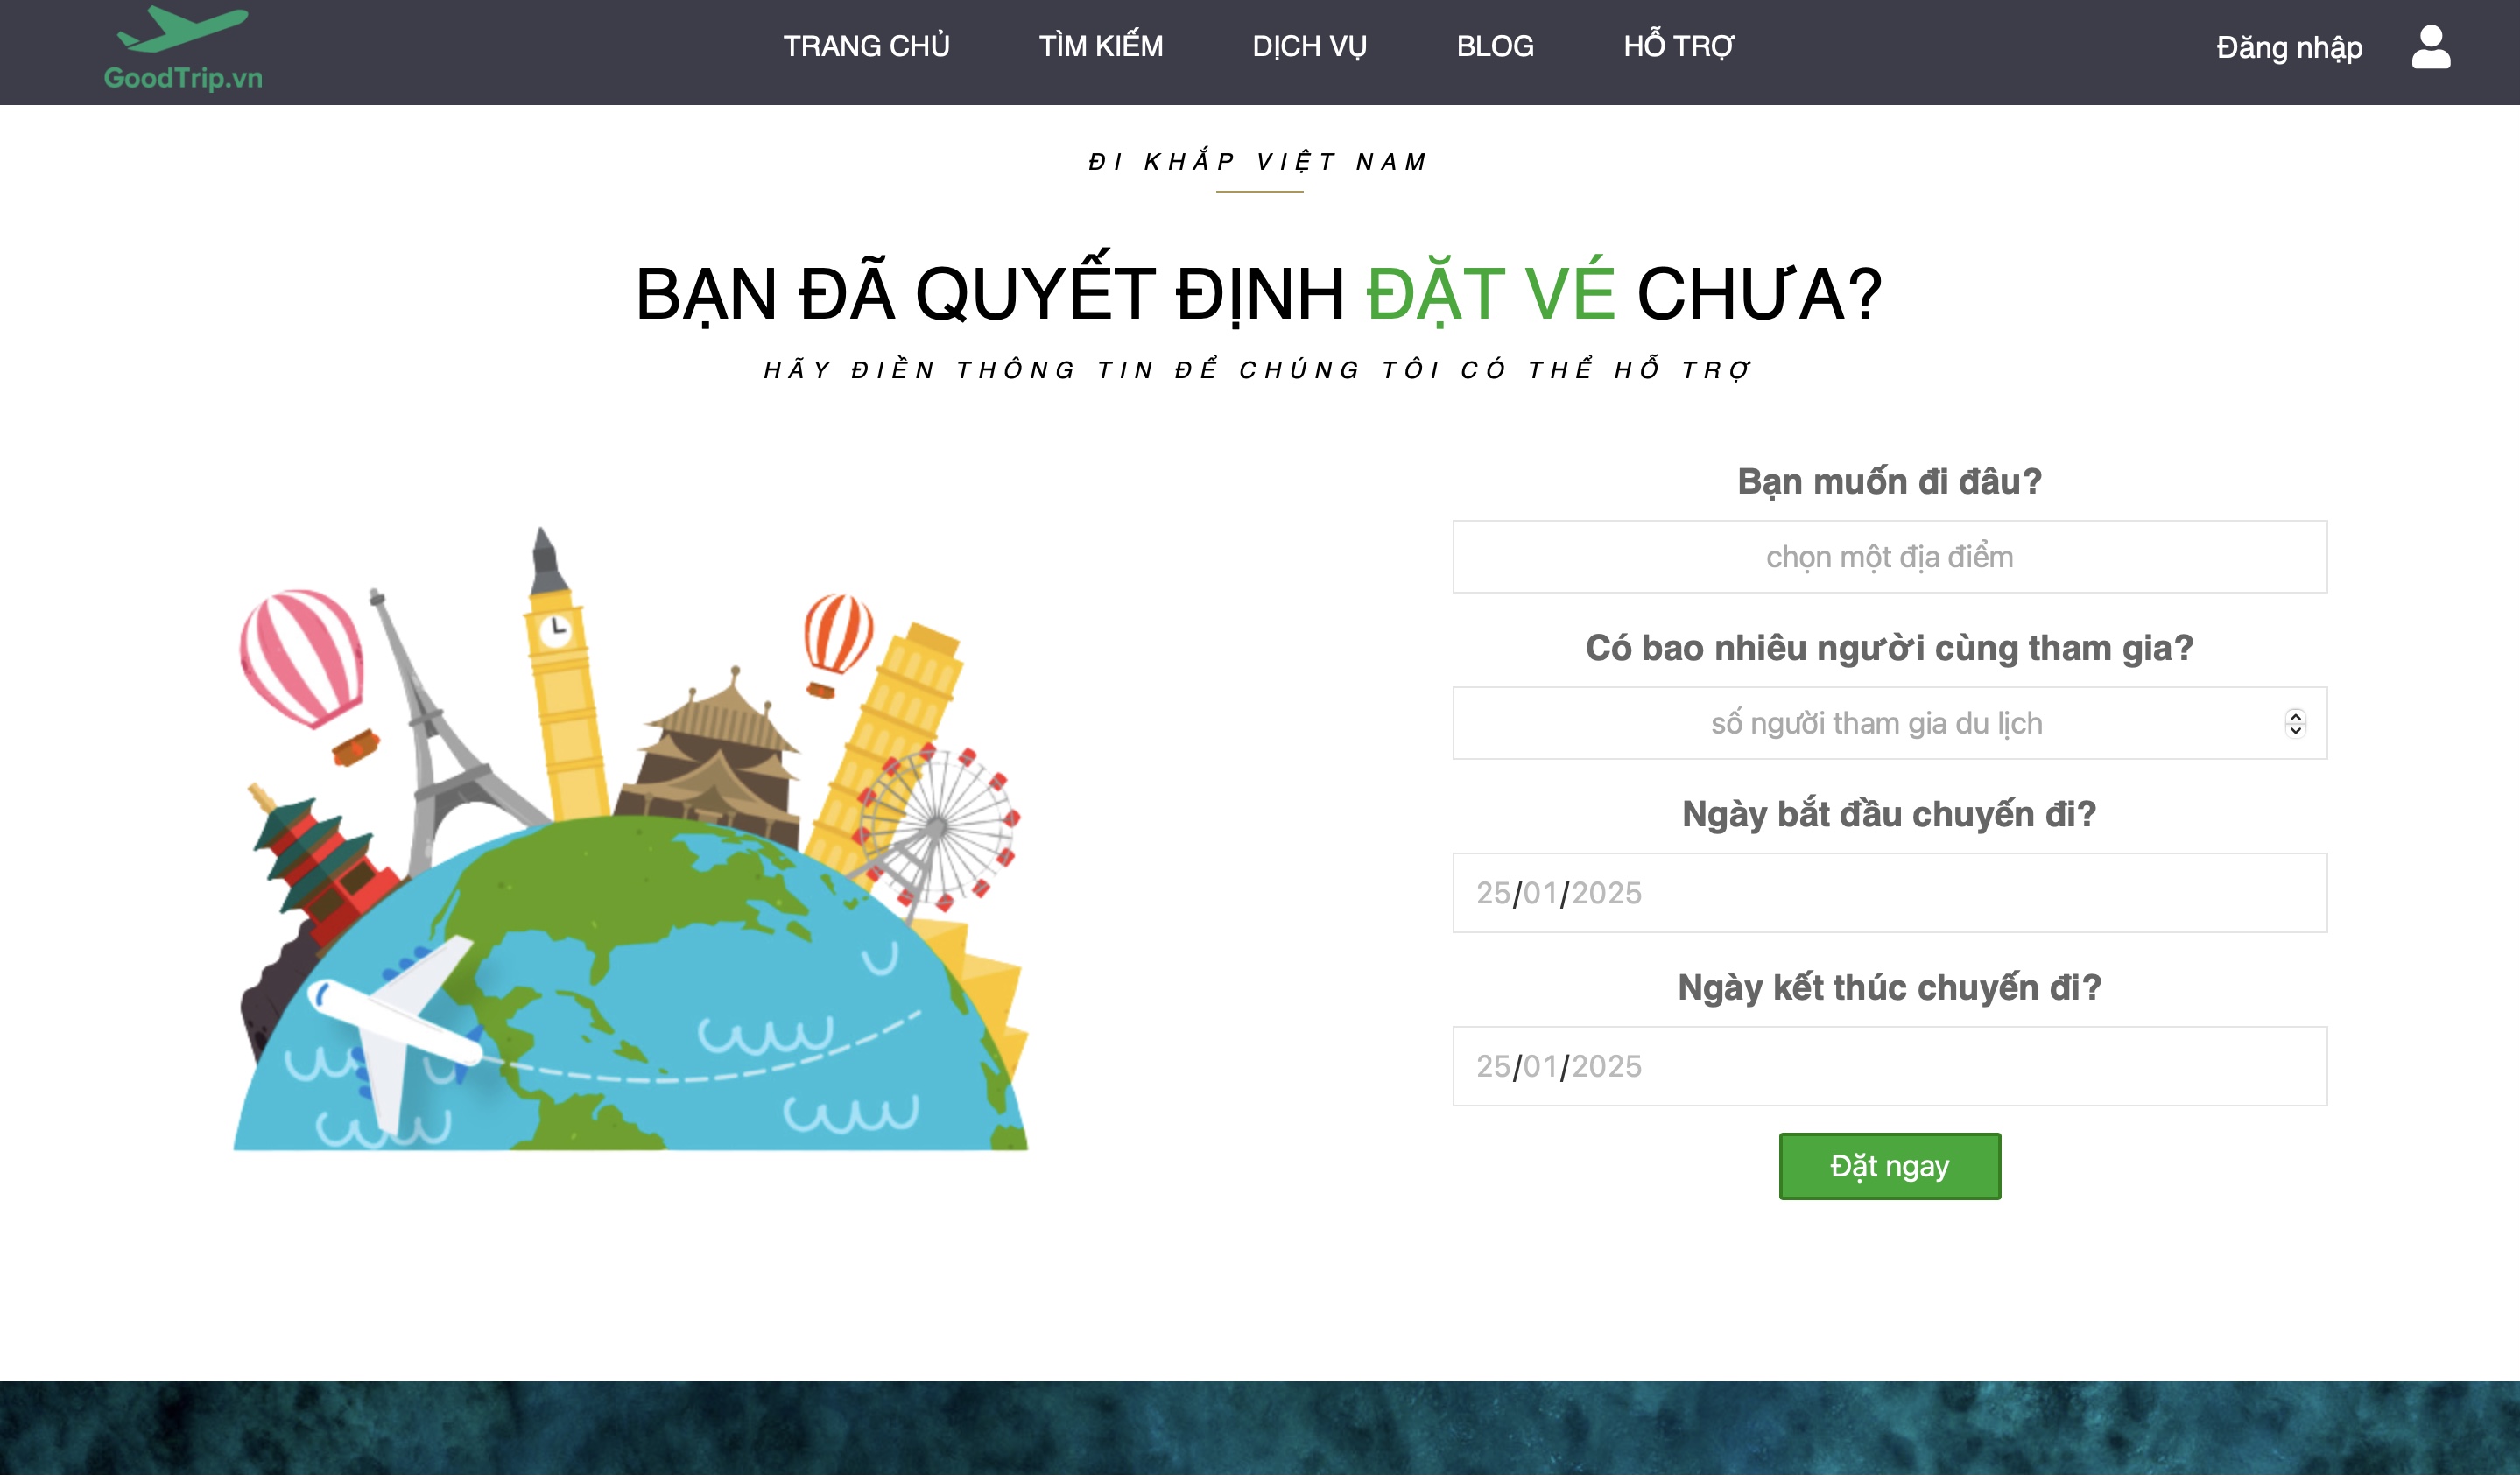 GoodTrip.vn
TRANG CHỦ
TÌM KIẾM
DỊCH VỤ
BLOG
HỖ TRỢ
Đăng nhập
ĐI KHẮP VIỆT NAM
BẠN ĐÃ QUYẾT ĐỊNH ĐẶT VÉ CHƯA?
HÃY ĐIỀN THÔNG TIN ĐỂ CHÚNG TÔI CÓ THỂ HỖ TRỢ
Bạn muốn đi đâu?
chọn một địa điểm
Có bao nhiêu người cùng tham gia?
số người tham gia du lịch
Ngày bắt đầu chuyến đi?
25/01/2025
Ngày kết thúc chuyến đi?
25/01/2025
Đặt ngay